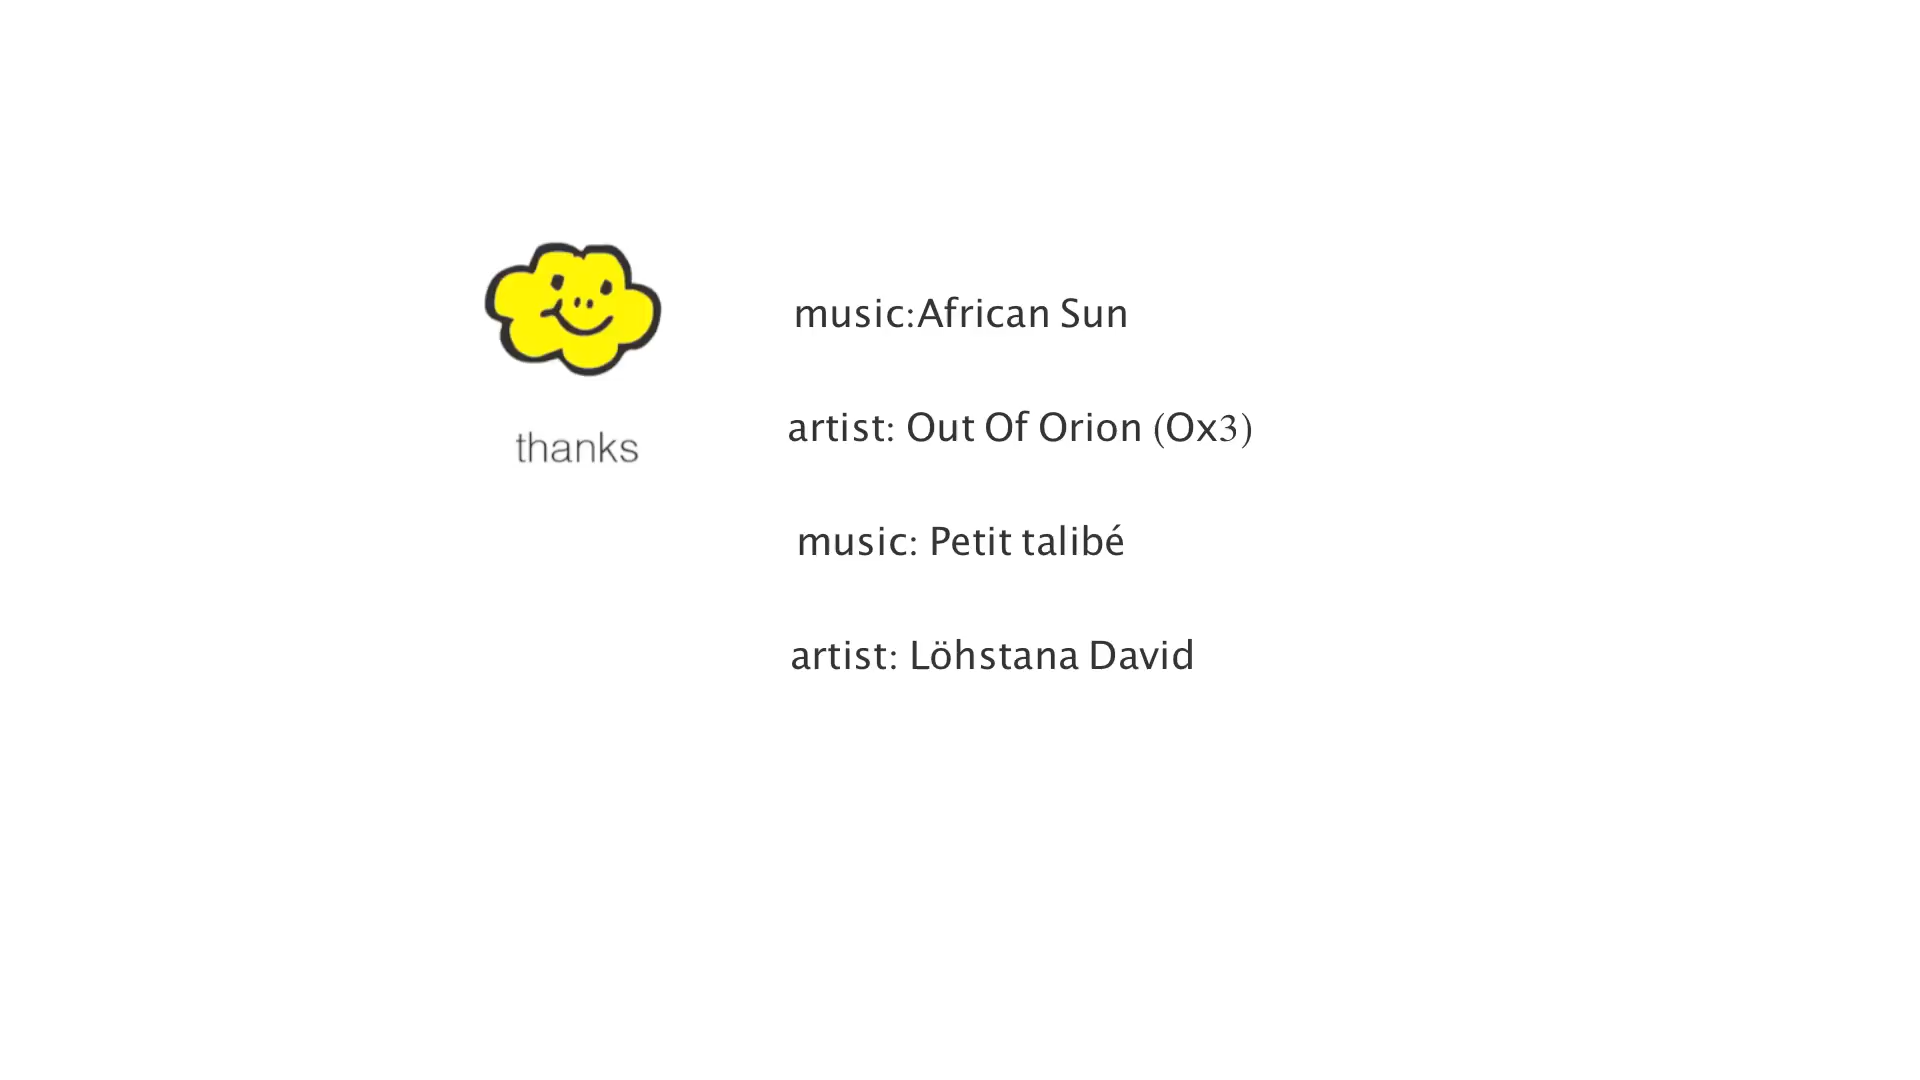 thanks
music:African Sun
artist: Out Of Orion (Ox3)
music: Petit talibé
artist: Löhstana David